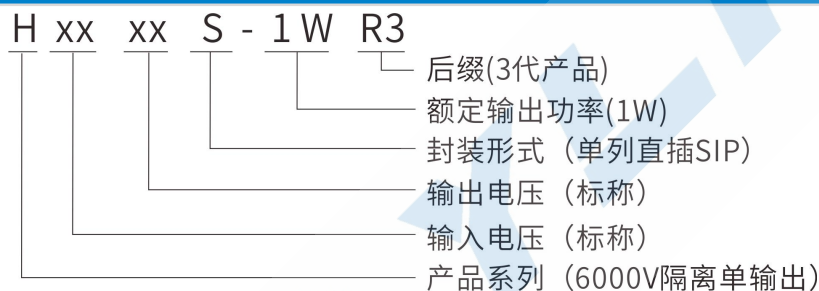 H xx xx S - 1W R3
后缀(3代产品)
额定输出功率(1W)
封装形式（单列直插SIP）
输出电压（标称）
输入电压（标称）
产品系列（6000V隔离单输出）